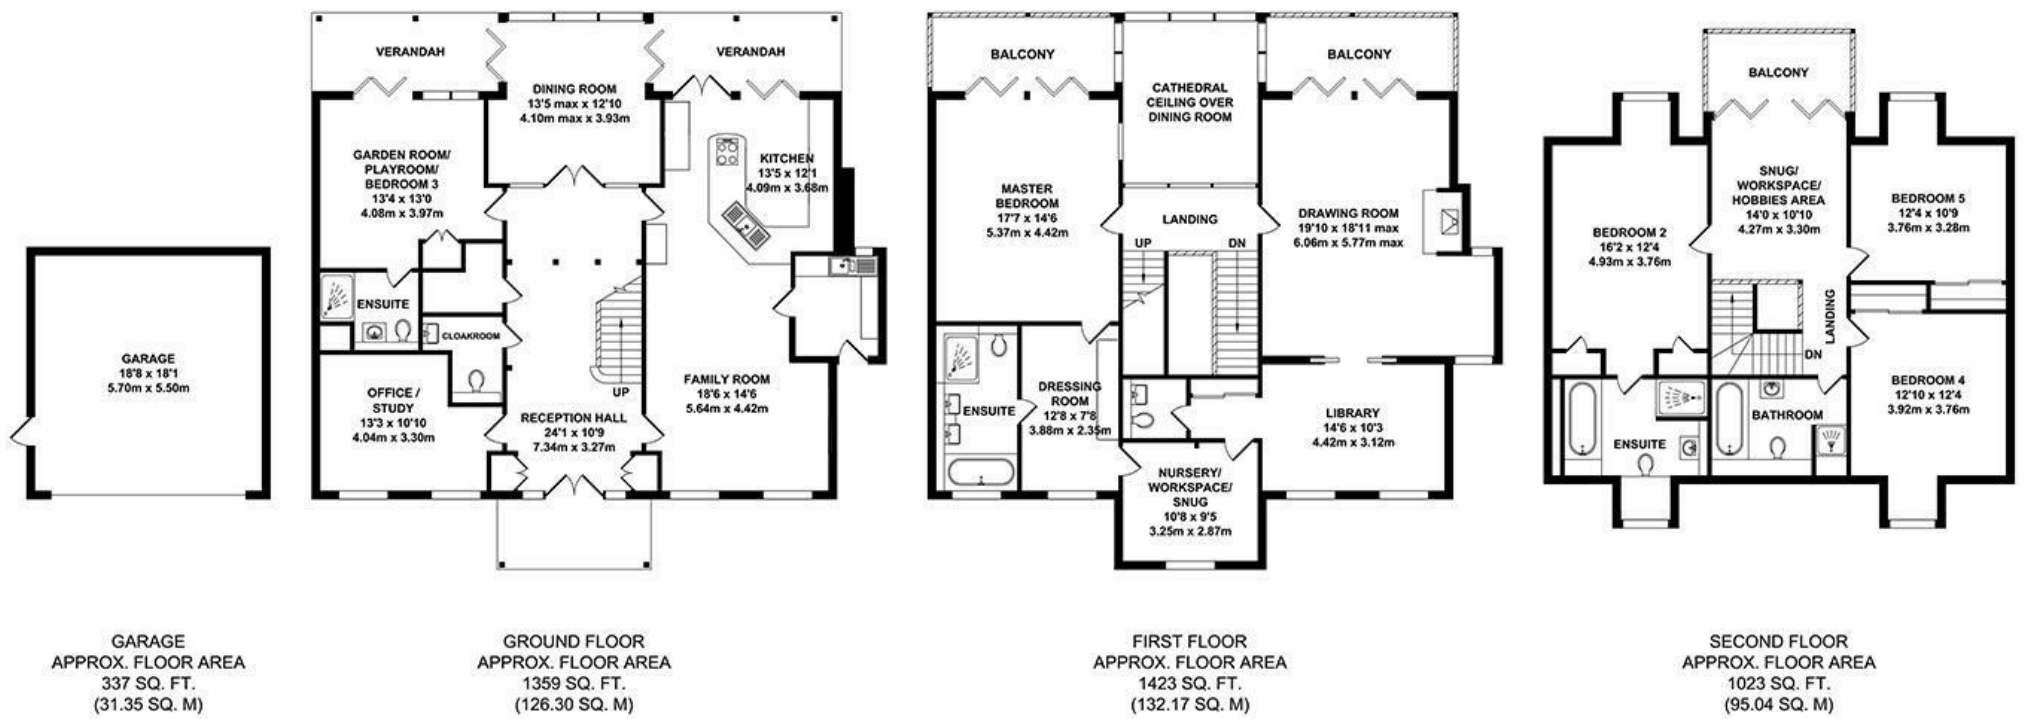 GARAGE
18'8 x 18'1
5.70m x 5.50m
GARAGE
APPROX. FLOOR AREA
337 SQ. FT.
(31.35 SQ. M)
VERANDAH
DINING ROOM
13'5 max x 12'10
4.10m max x 3.93m
VERANDAH
GARDEN ROOM/
PLAYROOM/
BEDROOM 3
13'4 x 13'0
4.08m x 3.97m
KITCHEN
13'5 x 12'1
4.09m x 3.68m
ENSUITE
CLOAKROOM
OFFICE /
STUDY
13'3 x 10'10
4.04m x 3.30m
UP
RECEPTION HALL
24'1 x 10'9
7.34m x 3.27m
FAMILY ROOM
18'6 x 14'6
5.64m x 4.42m
GROUND FLOOR
APPROX. FLOOR AREA
1359 SQ. FT.
(126.30 SQ. M)
BALCONY
CATHEDRAL
CEILING OVER
DINING ROOM
BALCONY
MASTER
BEDROOM
17'7 x 14'6
5.37m x 4.42m
LANDING
UP
DN
DRAWING ROOM
19'10 x 18'11 max
6.06m x 5.77m max
ENSUITE
DRESSING
ROOM
12'8 x 7'8
3.88m x 2.35m
LIBRARY
14'6 x 10'3
4.42m x 3.12m
NURSERY/
WORKSPACE/
SNUG
10'8 x 9'5
3.25m x 2.87m
FIRST FLOOR
APPROX. FLOOR AREA
1423 SQ. FT.
(132.17 SQ. M)
BALCONY
SNUG/
WORKSPACE/
HOBBIES AREA
14'0 x 10'10
4.27m x 3.30m
BEDROOM 5
12'4 x 10'9
3.76m x 3.28m
BEDROOM 2
16'2 x 12'4
4.93m x 3.76m
LANDING
DN
BEDROOM 4
12'10 x 12'4
3.92m x 3.76m
ENSUITE
BATHROOM
SECOND FLOOR
APPROX. FLOOR AREA
1023 SQ. FT.
(95.04 SQ. M)